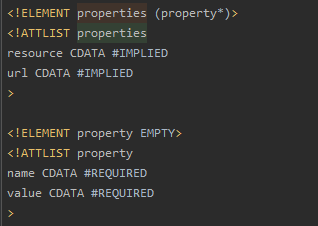 <!ELEMENT properties (property*)>
<!ATTLIST properties
resource CDATA #IMPLIED
url CDATA #IMPLIED
>
<!ELEMENT property EMPTY>
<!ATTLIST property
name CDATA #REQUIRED
value CDATA #REQUIRED
>